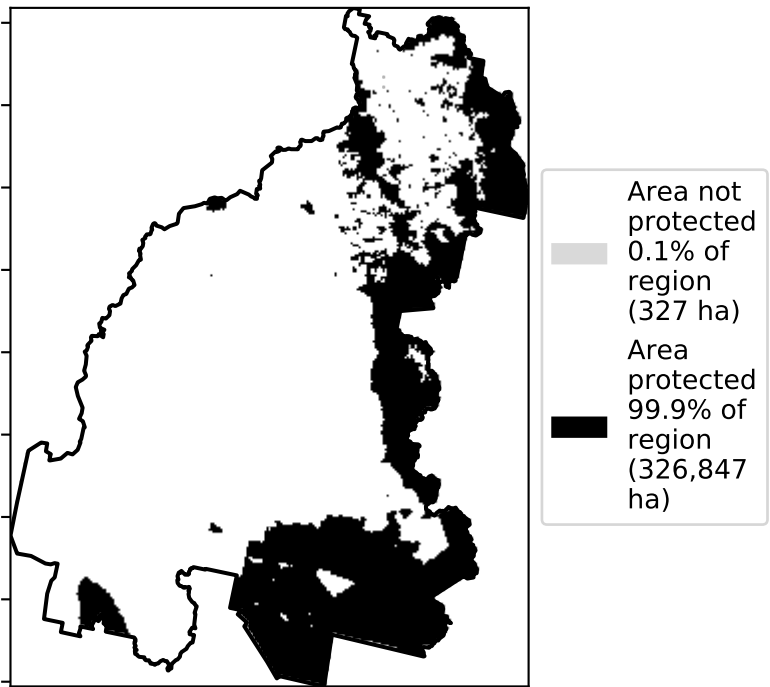 Area not
protected
0.1% of
region
(327 ha)
Area
protected
99.9% of
region
(326,847
ha)